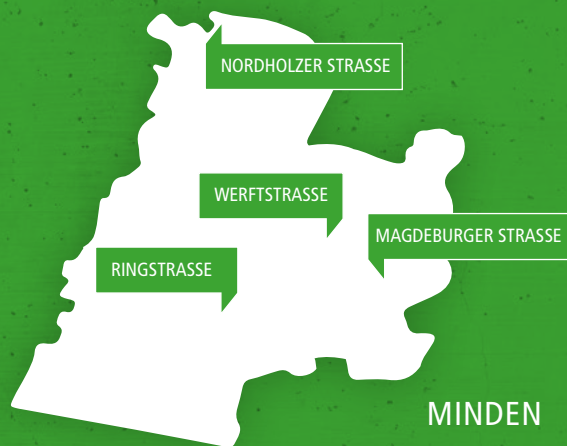 NORDHOLZER STRASSE
WERFTSTRASSE
MAGDEBURGER STRASSE
RINGSTRASSE
MINDEN